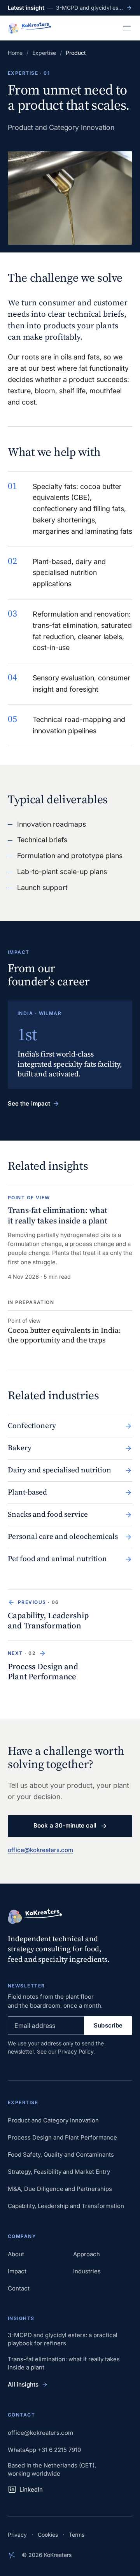 Latest insight — 3-MCPD and glycidyl es... →
KoKreaters
Home / Expertise / Product
EXPERTISE · 01
From unmet need to
a product that scales.
Product and Category Innovation
The challenge we solve
We turn consumer and customer
needs into clear technical briefs,
then into products your plants
can make profitably.
Our roots are in oils and fats, so we
are at our best where fat functionality
decides whether a product succeeds:
texture, bloom, shelf life, mouthfeel
and cost.
What we help with
01 Specialty fats: cocoa butter
equivalents (CBE),
confectionery and filling fats,
bakery shortenings,
margarines and laminating fats
02 Plant-based, dairy and
specialised nutrition
applications
03 Reformulation and renovation:
trans-fat elimination, saturated
fat reduction, cleaner labels,
cost-in-use
04 Sensory evaluation, consumer
insight and foresight
05 Technical road-mapping and
innovation pipelines
Typical deliverables
— Innovation roadmaps
— Technical briefs
— Formulation and prototype plans
— Lab-to-plant scale-up plans
— Launch support
IMPACT
From our
founder's career
INDIA · WILMAR
1st
India's first world-class
integrated specialty fats facility,
built and activated.
See the impact →
Related insights
POINT OF VIEW
Trans-fat elimination: what
it really takes inside a plant
Removing partially hydrogenated oils is a
formulation change, a process change and a
people change. Plants that treat it as only the
first step will struggle.
4 Nov 2026 · 5 min read
IN PREPARATION
Point of view
Cocoa butter equivalents in India:
the opportunity and the traps
Related industries
Confectionery →
Bakery →
Dairy and specialised nutrition →
Plant-based →
Snacks and food service →
Personal care and oleochemicals →
Pet food and animal nutrition →
← PREVIOUS · 06
Capability, Leadership
and Transformation
NEXT · 02 →
Process Design and
Plant Performance
Have a challenge worth
solving together?
Tell us about your product, your plant
or your decision.
Book a 30-minute call →
office@kokreaters.com
KoKreaters
Independent technical and
strategy consulting for food,
feed and specialty ingredients.
NEWSLETTER
Field notes from the plant floor
and the boardroom, once a month.
Email address Subscribe
We use your address only to send the
newsletter. See our Privacy Policy.
EXPERTISE
Product and Category Innovation
Process Design and Plant Performance
Food Safety, Quality and Contaminants
Strategy, Feasibility and Market Entry
M&A, Due Diligence and Partnerships
Capability, Leadership and Transformation
COMPANY
About Approach
Impact Industries
Contact
INSIGHTS
3-MCPD and glycidyl esters: a practical
playbook for refiners
Trans-fat elimination: what it really takes
inside a plant
All insights →
CONTACT
office@kokreaters.com
WhatsApp +31 6 2215 7910
Based in the Netherlands (CET),
working worldwide
LinkedIn
Privacy · Cookies · Terms
© 2026 KoKreaters